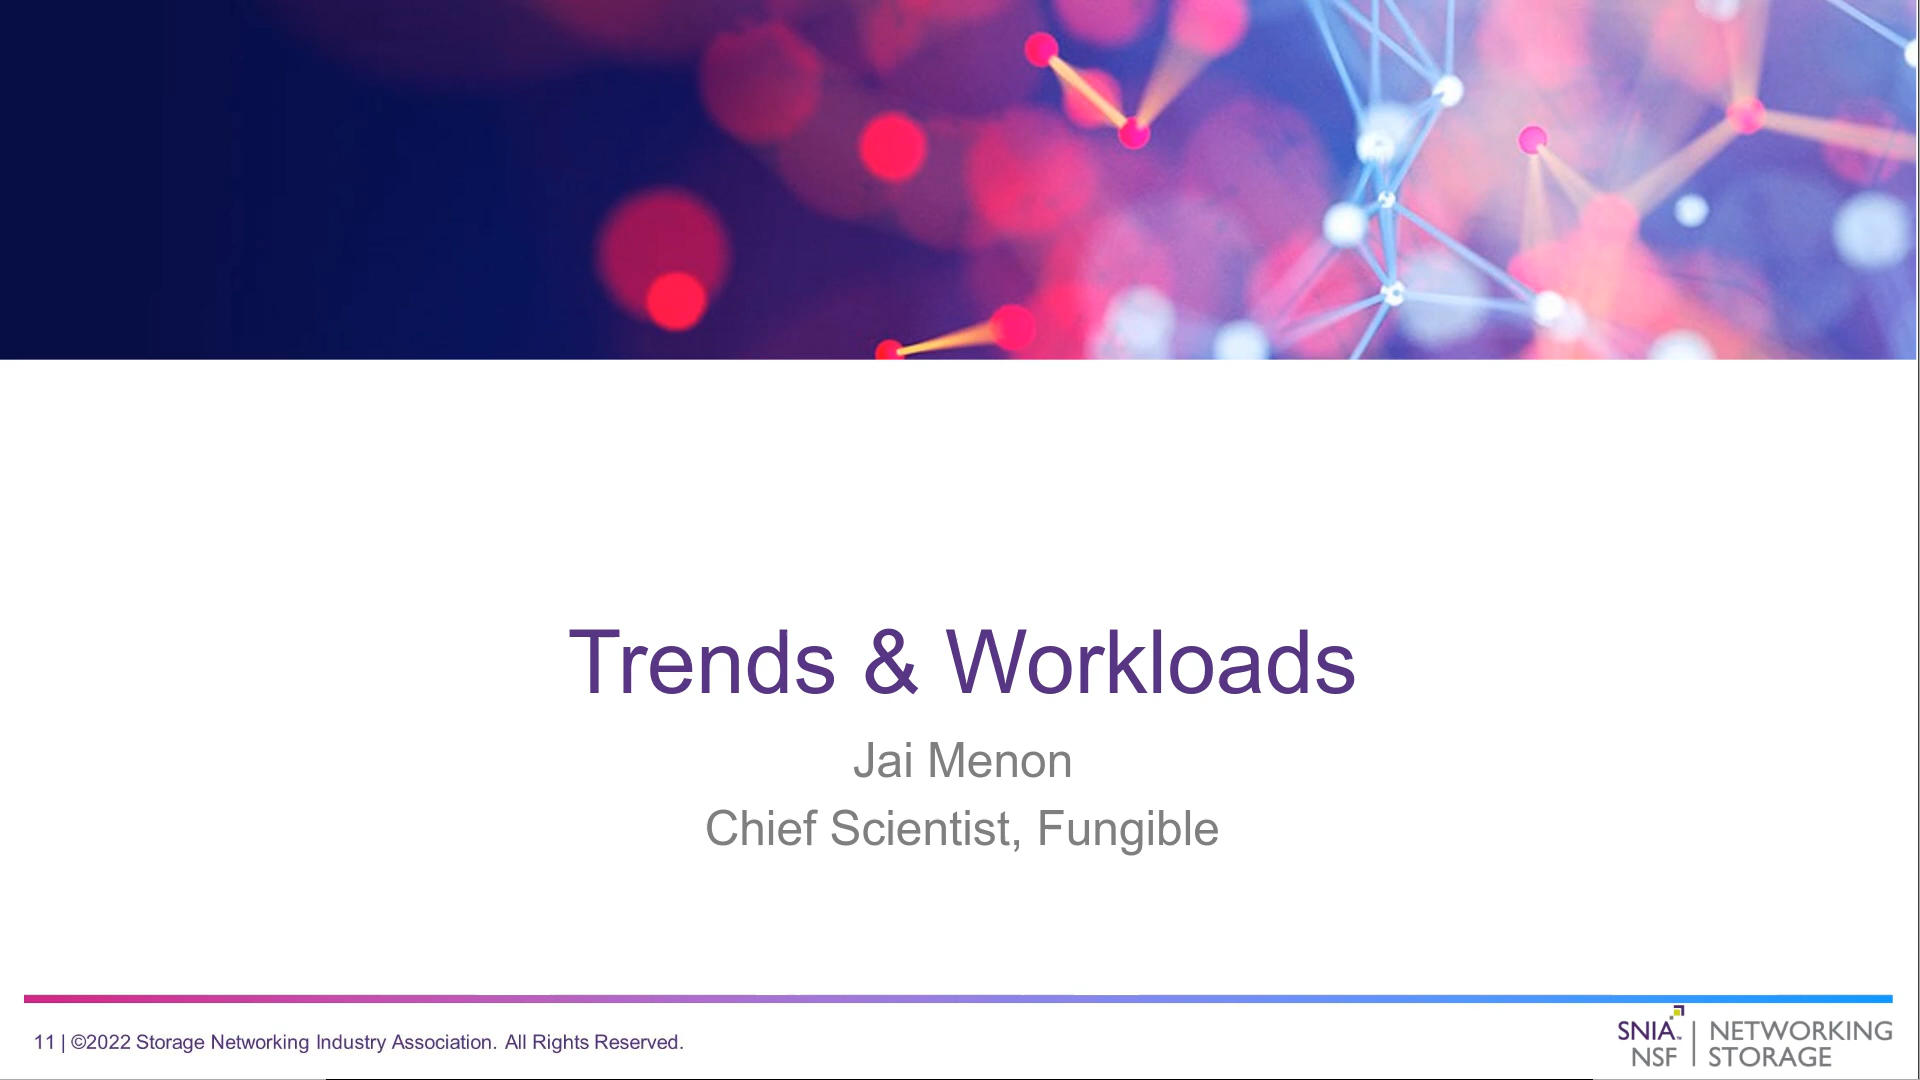 Trends & Workloads
Jai Menon
Chief Scientist, Fungible
11 | ©2022 Storage Networking Industry Association. All Rights Reserved.
SNIA™ | NETWORKING
NSF | STORAGE